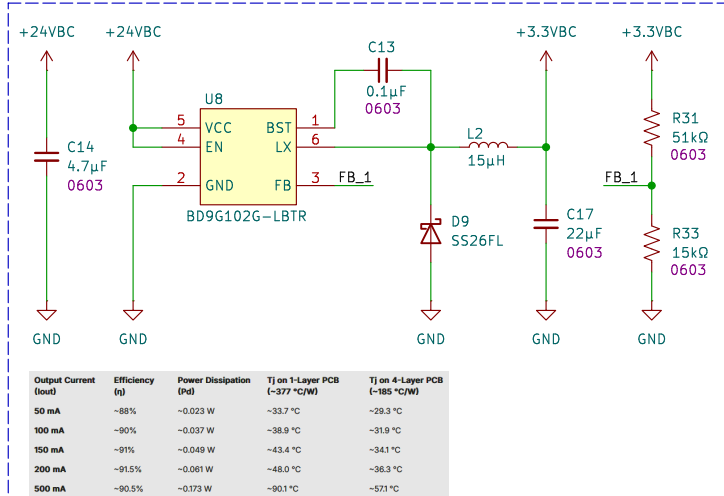 +24VBC
+24VBC
+3.3VBC
+3.3VBC
C13
0.1µF
0603
U8
5
VCC
BST
1
4
EN
LX
6
2
GND
FB
3
FB_1
BD9G102G-LBTR
C14
4.7µF
0603
L2
15µH
R31
51kΩ
0603
FB_1
D9
SS26FL
C17
22µF
0603
R33
15kΩ
0603
GND
GND
GND
GND
GND
Output Current (Iout) Efficiency (η) Power Dissipation (Pd) Tj on 1-Layer PCB (~377 °C/W) Tj on 4-Layer PCB (~185 °C/W)
50 mA ~88% ~0.023 W ~33.7 °C ~29.3 °C
100 mA ~90% ~0.037 W ~38.9 °C ~31.9 °C
150 mA ~91% ~0.049 W ~43.4 °C ~34.1 °C
200 mA ~91.5% ~0.061 W ~48.0 °C ~36.3 °C
500 mA ~90.5% ~0.173 W ~90.1 °C ~57.1 °C